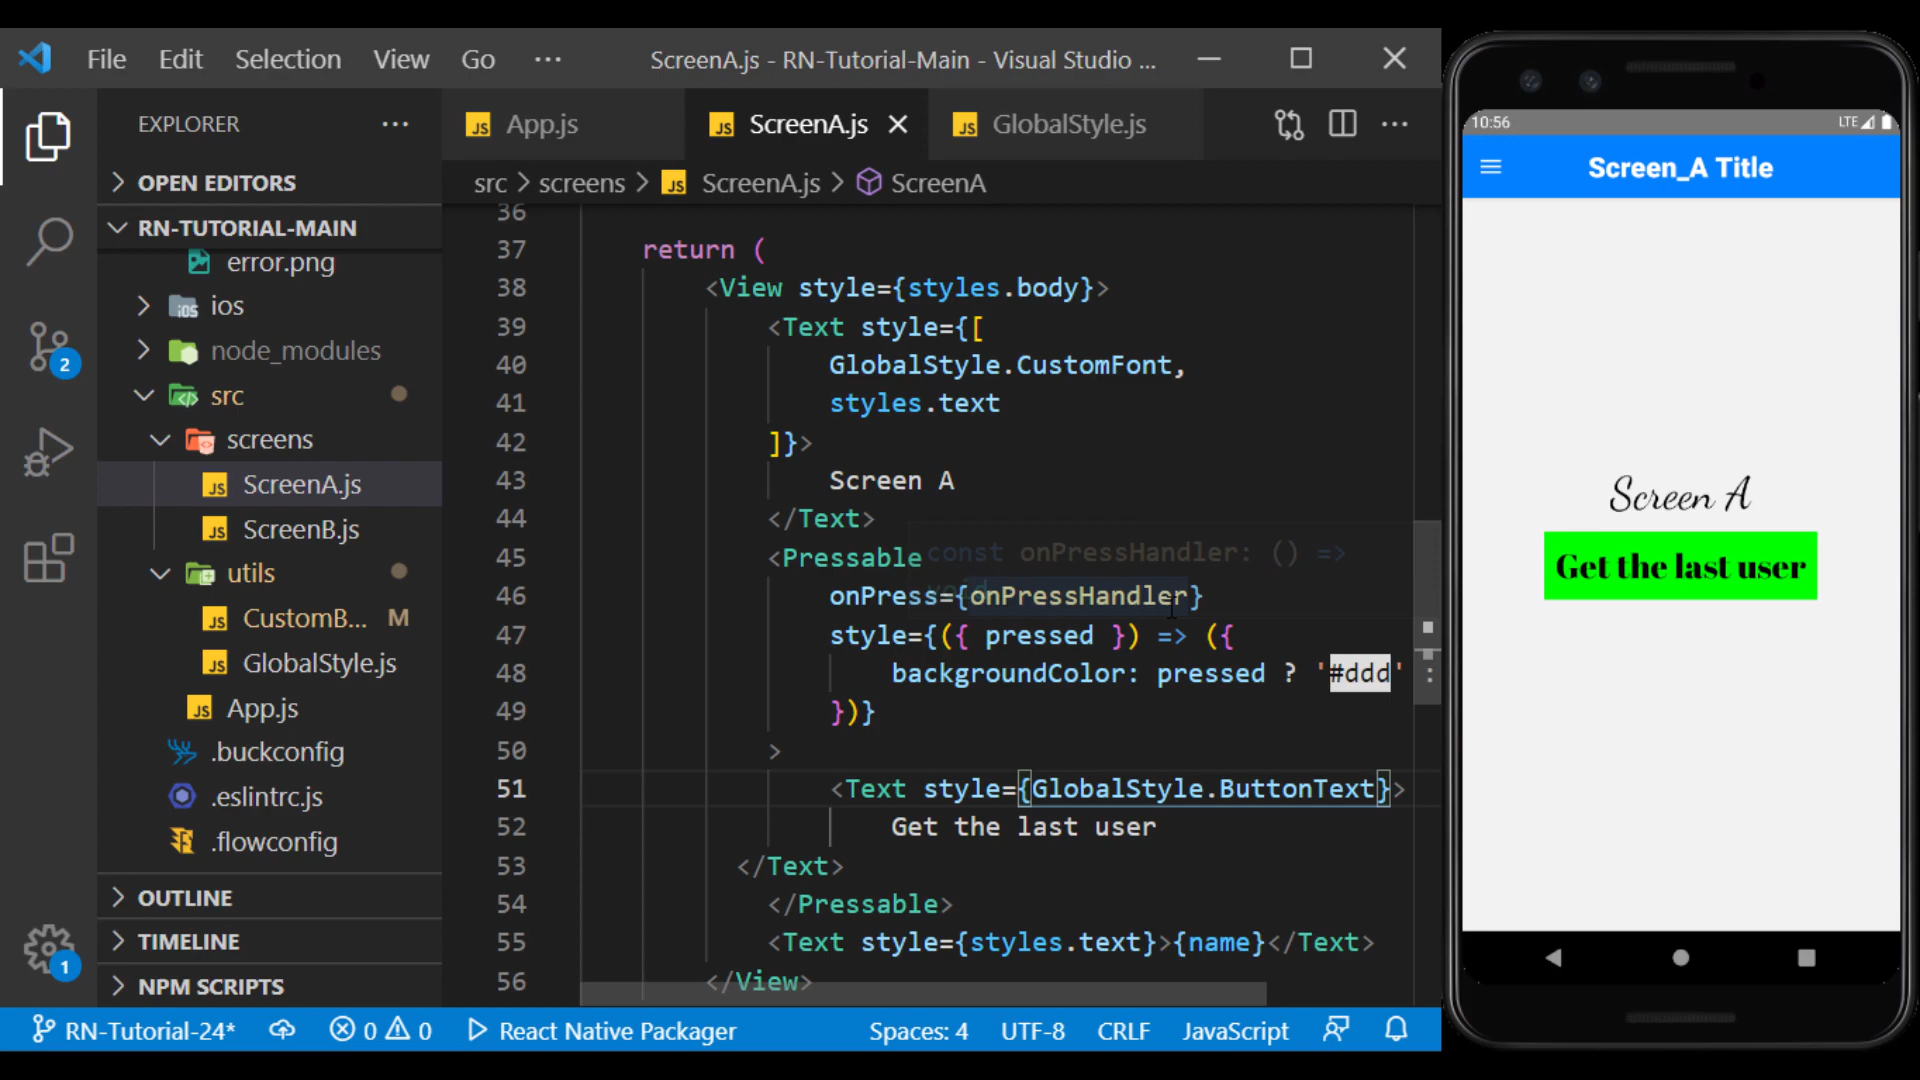 File Edit Selection View Go ··· ScreenA.js - RN-Tutorial-Main - Visual Studio ...
EXPLORER ···
OPEN EDITORS
RN-TUTORIAL-MAIN
error.png
ios
node_modules
src
screens
ScreenA.js
ScreenB.js
utils
CustomB... M
GlobalStyle.js
App.js
.buckconfig
.eslintrc.js
.flowconfig
OUTLINE
TIMELINE
NPM SCRIPTS
2
1
JS App.js JS ScreenA.js JS GlobalStyle.js ···
src > screens > JS ScreenA.js > ScreenA
36
37 return (
38 <View style={styles.body}>
39 <Text style={[
40 GlobalStyle.CustomFont,
41 styles.text
42 ]}>
43 Screen A
44 </Text>
45 <Pressable
const onPressHandler: () =>
46 onPress={onPressHandler}
47 style={({ pressed }) => ({
48 backgroundColor: pressed ? '#ddd' :
49 })}
50 >
51 <Text style={GlobalStyle.ButtonText}>
52 Get the last user
53 </Text>
54 </Pressable>
55 <Text style={styles.text}>{name}</Text>
56 </View>
RN-Tutorial-24* 0 0 React Native Packager Spaces: 4 UTF-8 CRLF JavaScript
10:56 LTE
Screen_A Title
Screen A
Get the last user